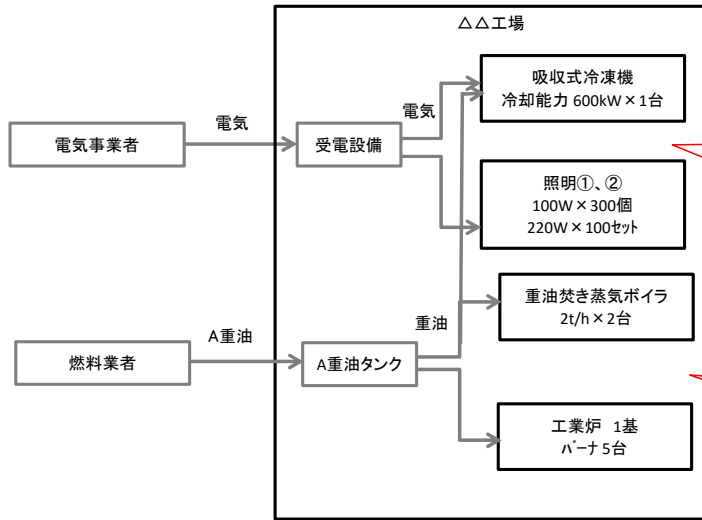 △△工場
吸収式冷凍機
冷却能力 600kW×1台
電気
電気
電気事業者
受電設備
照明①、②
100W×300個
220W×100ｾｯﾄ
重油焚き蒸気ボイラ
2t/h×2台
A重油
重油
燃料業者
A重油タンク
工業炉 1基
ﾊﾞｰﾅ 5台